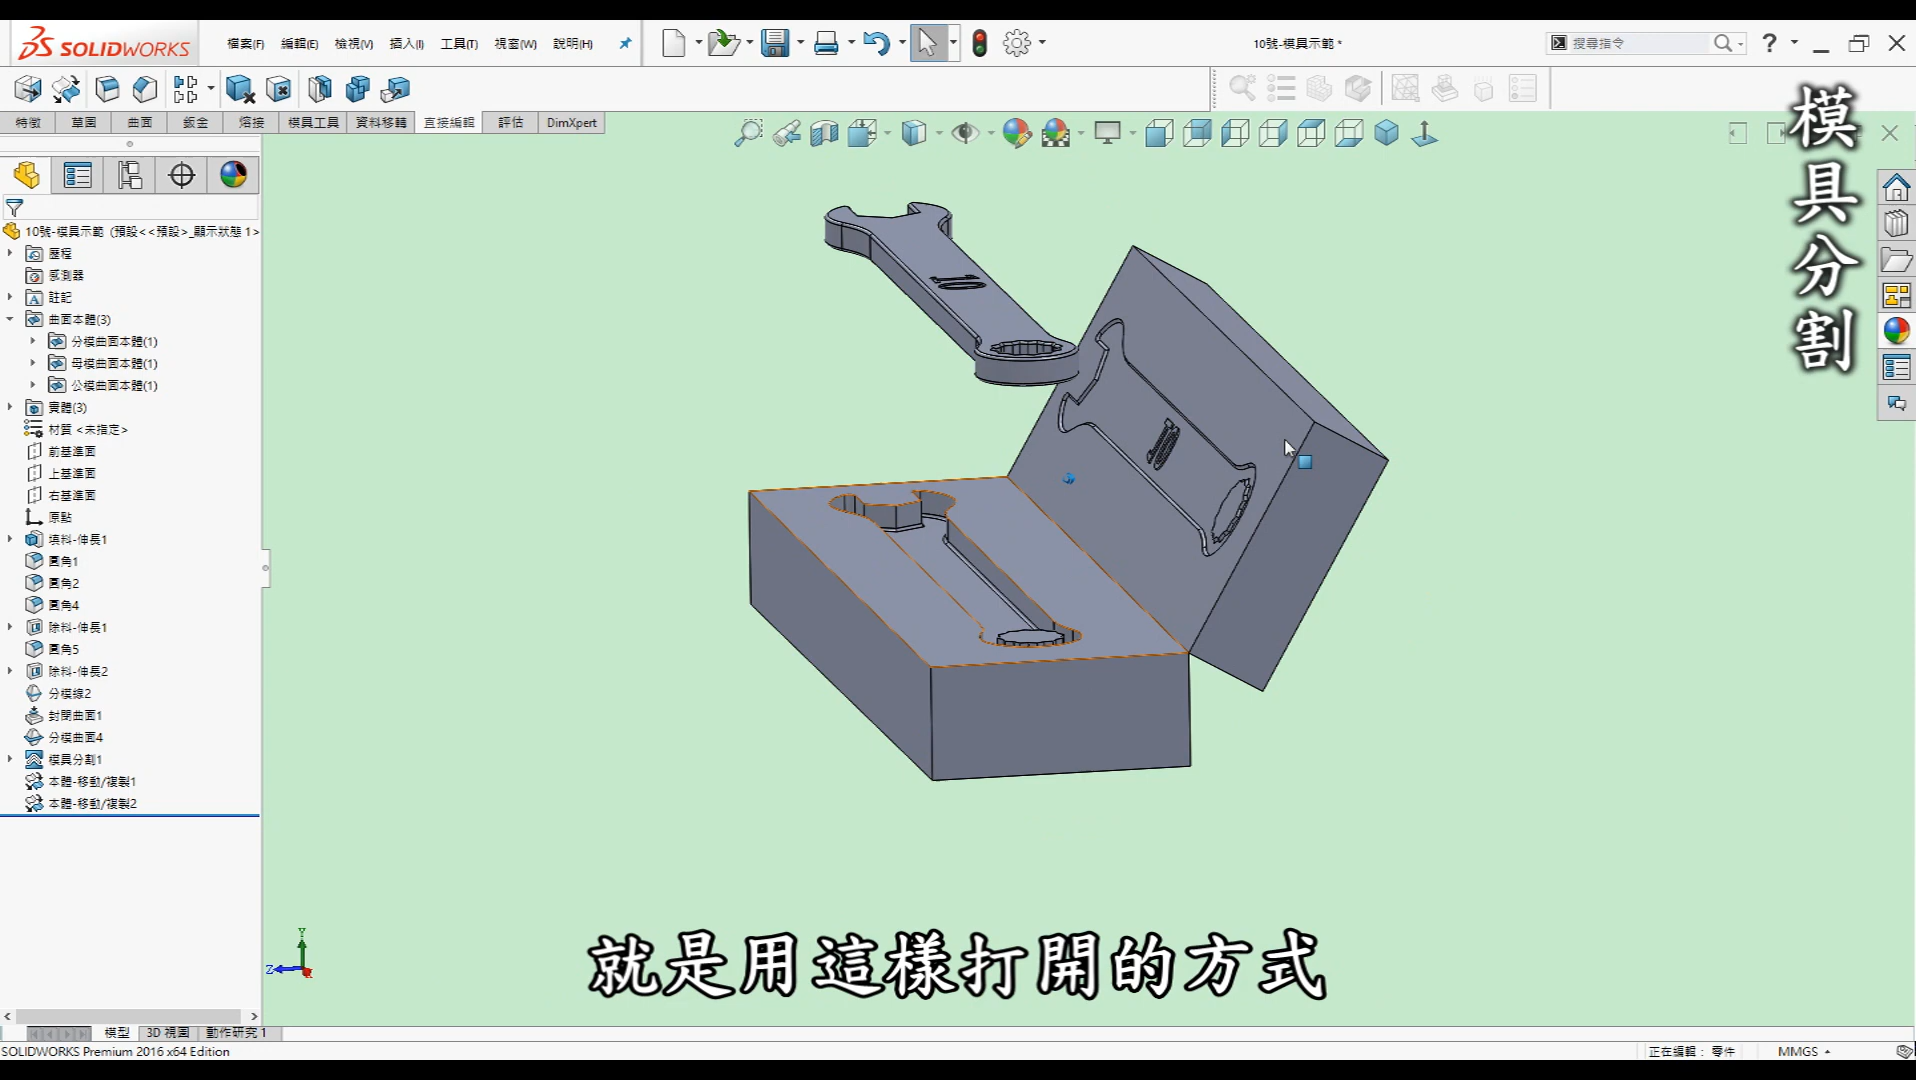 SOLIDWORKS
檔案(F)
編輯(E)
檢視(V)
插入(I)
工具(T)
視窗(W)
說明(H)
10號-模具示範 *
搜尋指令
特徵
草圖
曲面
鈑金
熔接
模具工具
資料移轉
直接編輯
評估
DimXpert
模具分割
10號-模具示範 (預設<<預設>_顯示狀態 1>
歷程
感測器
註記
曲面本體(3)
分模曲面本體(1)
母模曲面本體(1)
公模曲面本體(1)
實體(3)
材質 <未指定>
前基準面
上基準面
右基準面
原點
填料-伸長1
圓角1
圓角2
圓角4
除料-伸長1
圓角5
除料-伸長2
分模線2
封閉曲面1
分模曲面4
模具分割1
本體-移動/複製1
本體-移動/複製2
10
10
Y
Z
就是用這樣打開的方式
模型
3D 視圖
動作研究 1
SOLIDWORKS Premium 2016 x64 Edition
正在編輯： 零件
MMGS